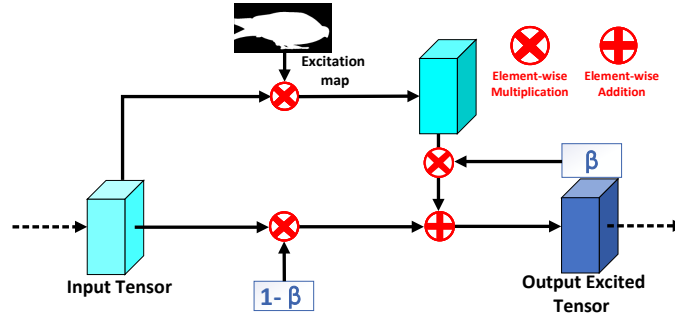 Excitation
map
Element-wise
Multiplication
Element-wise
Addition
β
Input Tensor
1- β
Output Excited
Tensor